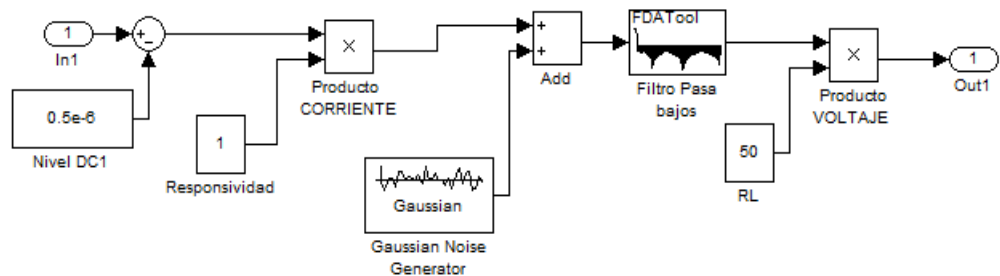 1
In1
0.5e-6
Nivel DC1
1
Responsividad
×
Producto
CORRIENTE
Gaussian
Gaussian Noise
Generator
+
+
Add
FDATool
Filtro Pasa
bajos
50
RL
×
Producto
VOLTAJE
1
Out1